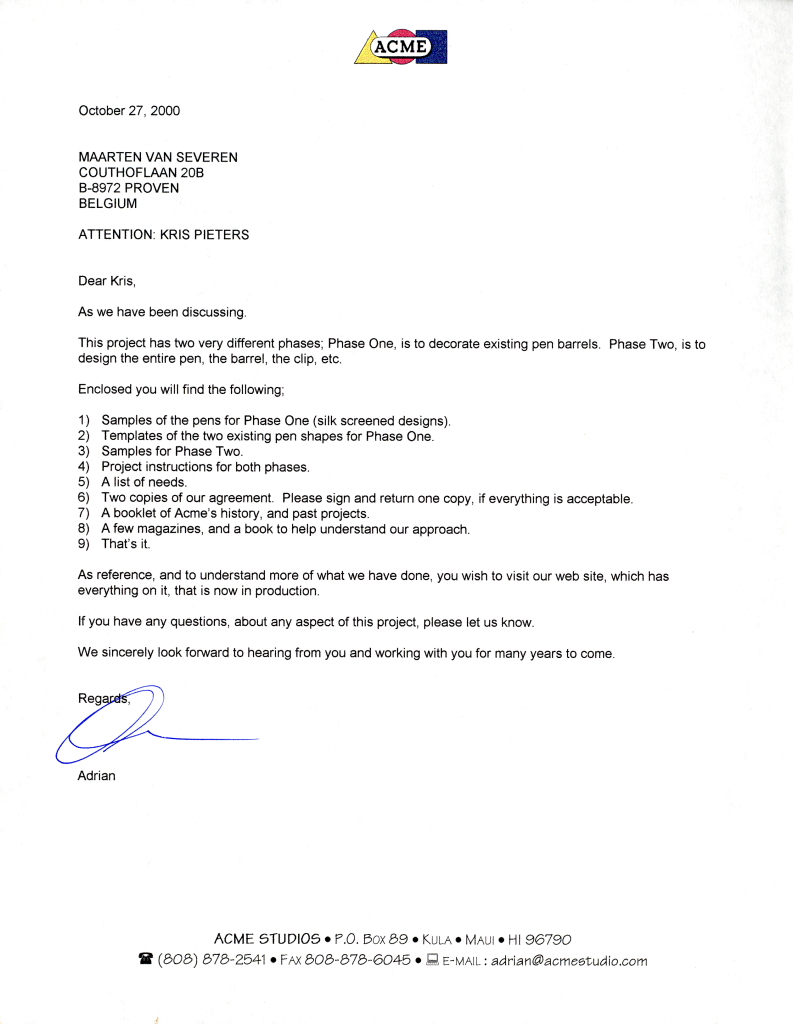 ACME
October 27, 2000
MAARTEN VAN SEVEREN
COUTHOFLAAN 20B
B-8972 PROVEN
BELGIUM
ATTENTION: KRIS PIETERS
Dear Kris,
As we have been discussing.
This project has two very different phases; Phase One, is to decorate existing pen barrels.  Phase Two, is to
design the entire pen, the barrel, the clip, etc.
Enclosed you will find the following;
1) Samples of the pens for Phase One (silk screened designs).
2) Templates of the two existing pen shapes for Phase One.
3) Samples for Phase Two.
4) Project instructions for both phases.
5) A list of needs.
6) Two copies of our agreement.  Please sign and return one copy, if everything is acceptable.
7) A booklet of Acme's history, and past projects.
8) A few magazines, and a book to help understand our approach.
9) That's it.
As reference, and to understand more of what we have done, you wish to visit our web site, which has
everything on it, that is now in production.
If you have any questions, about any aspect of this project, please let us know.
We sincerely look forward to hearing from you and working with you for many years to come.
Regards,
Adrian
ACME STUDIOS • P.O. BOX 89 • KULA • MAUI • HI 96790
☎ (808) 878-2541 • FAX 808-878-6045 • E-MAIL : adrian@acmestudio.com